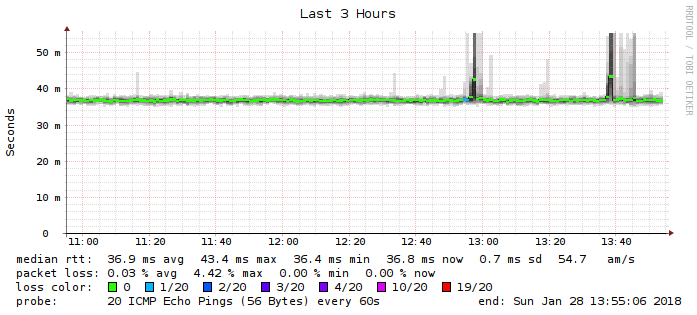 Last 3 Hours
RRDTOOL / TOBI OETIKER
Seconds
50 m
40 m
30 m
20 m
10 m
0
11:00 11:20 11:40 12:00 12:20 12:40 13:00 13:20 13:40
median rtt: 36.9 ms avg 43.4 ms max 36.4 ms min 36.8 ms now 0.7 ms sd 54.7 am/s
packet loss: 0.03 % avg 4.42 % max 0.00 % min 0.00 % now
loss color: 0 1/20 2/20 3/20 4/20 10/20 19/20
probe: 20 ICMP Echo Pings (56 Bytes) every 60s end: Sun Jan 28 13:55:06 2018